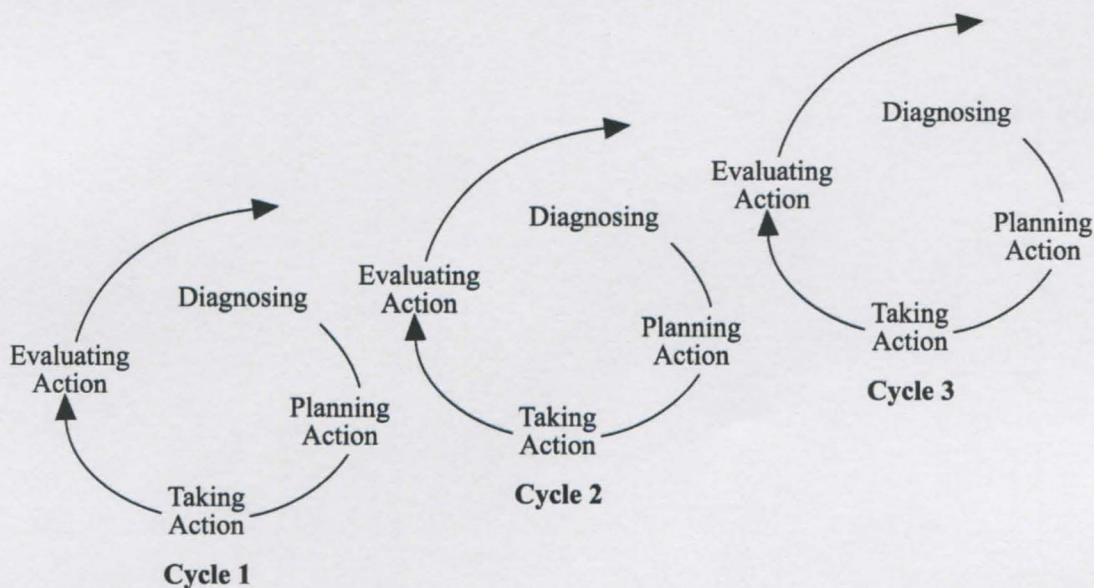 Diagnosing
Planning
Action
Taking
Action
Evaluating
Action
Cycle 1
Diagnosing
Planning
Action
Taking
Action
Evaluating
Action
Cycle 2
Diagnosing
Planning
Action
Taking
Action
Evaluating
Action
Cycle 3